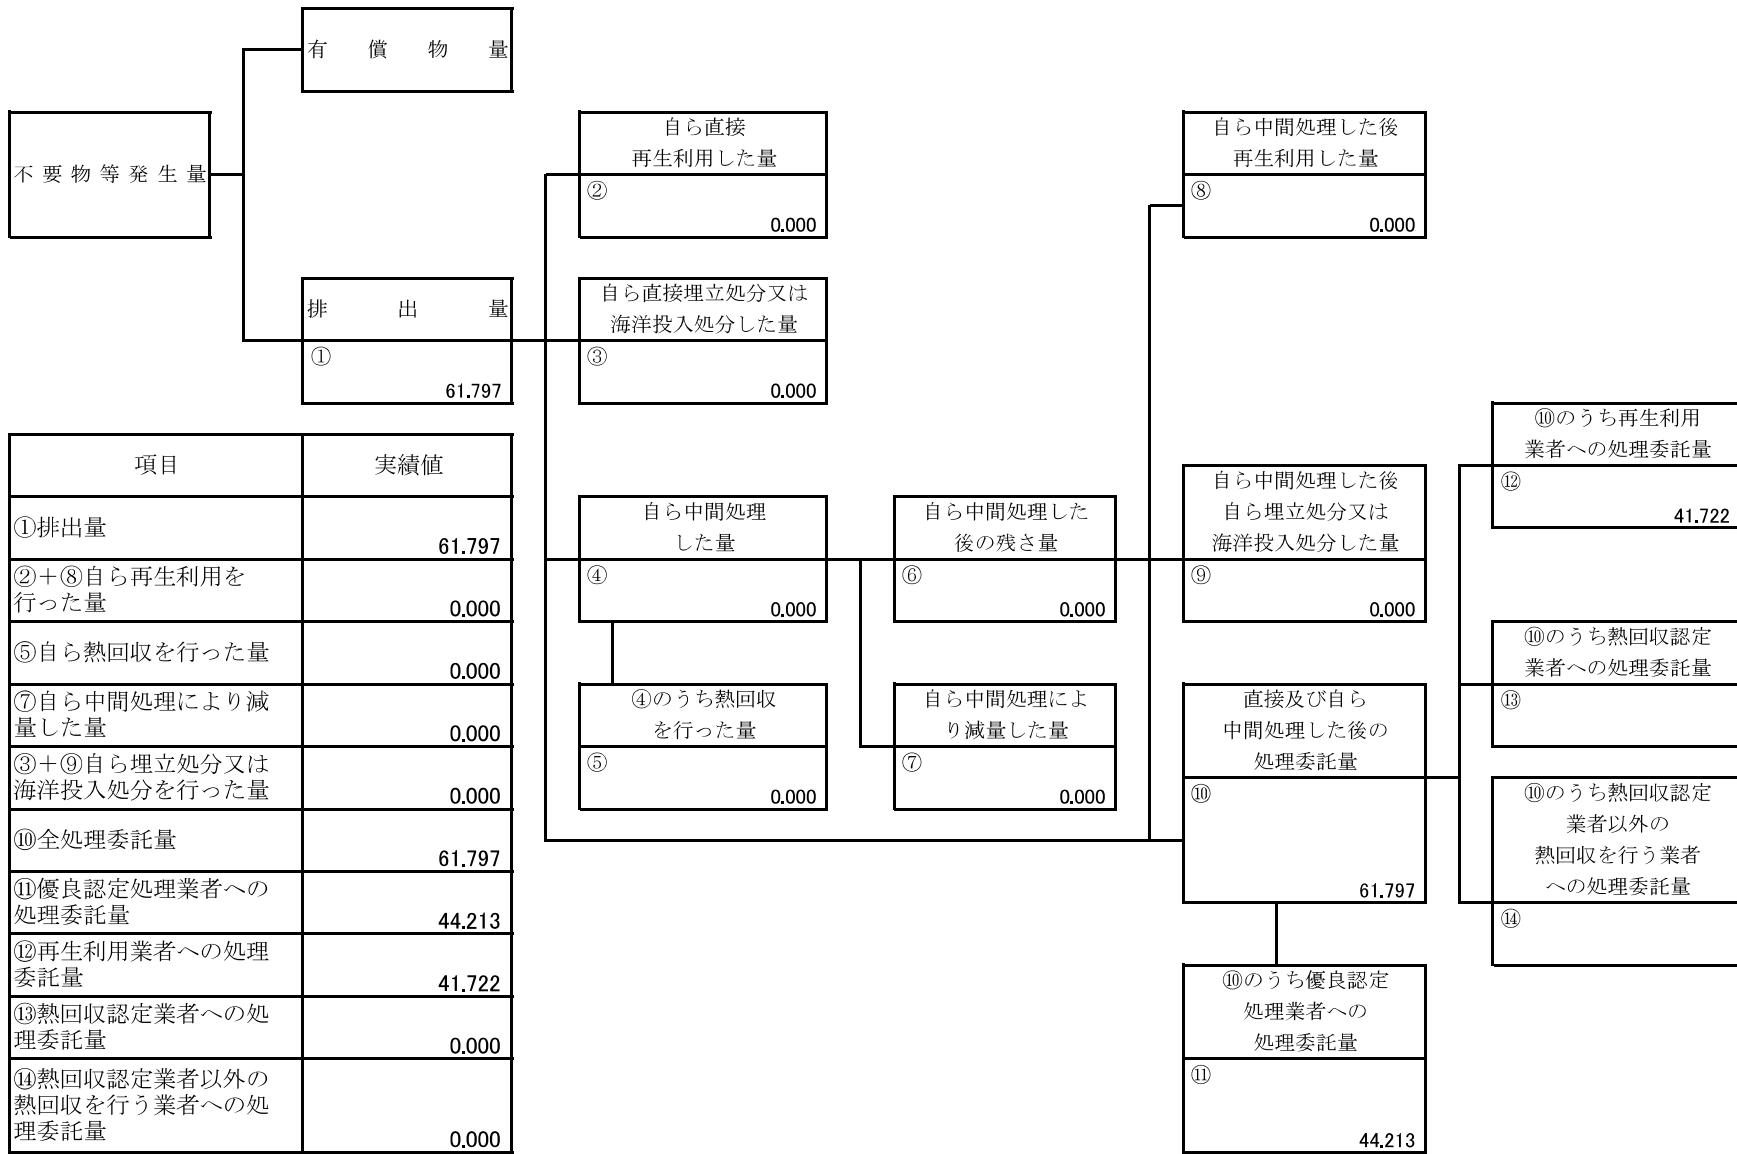 有償物量
不要物等発生量
排出量
①
61.797
自ら直接
再生利用した量
②
0.000
自ら直接埋立処分又は
海洋投入処分した量
③
0.000
自ら中間処理した後
再生利用した量
⑧
0.000
項目 実績値
①排出量
61.797
②＋⑧自ら再生利用を
行った量
0.000
⑤自ら熱回収を行った量
0.000
⑦自ら中間処理により減
量した量
0.000
③＋⑨自ら埋立処分又は
海洋投入処分を行った量
0.000
⑩全処理委託量
61.797
⑪優良認定処理業者への
処理委託量
44.213
⑫再生利用業者への処理
委託量
41.722
⑬熱回収認定業者への処
理委託量
0.000
⑭熱回収認定業者以外の
熱回収を行う業者への処
理委託量
0.000
自ら中間処理
した量
④
0.000
④のうち熱回収
を行った量
⑤
0.000
自ら中間処理した
後の残さ量
⑥
0.000
自ら中間処理によ
り減量した量
⑦
0.000
自ら中間処理した後
自ら埋立処分又は
海洋投入処分した量
⑨
0.000
直接及び自ら
中間処理した後の
処理委託量
⑩
61.797
⑩のうち優良認定
処理業者への
処理委託量
⑪
44.213
⑩のうち再生利用
業者への処理委託量
⑫
41.722
⑩のうち熱回収認定
業者への処理委託量
⑬
⑩のうち熱回収認定
業者以外の
熱回収を行う業者
への処理委託量
⑭